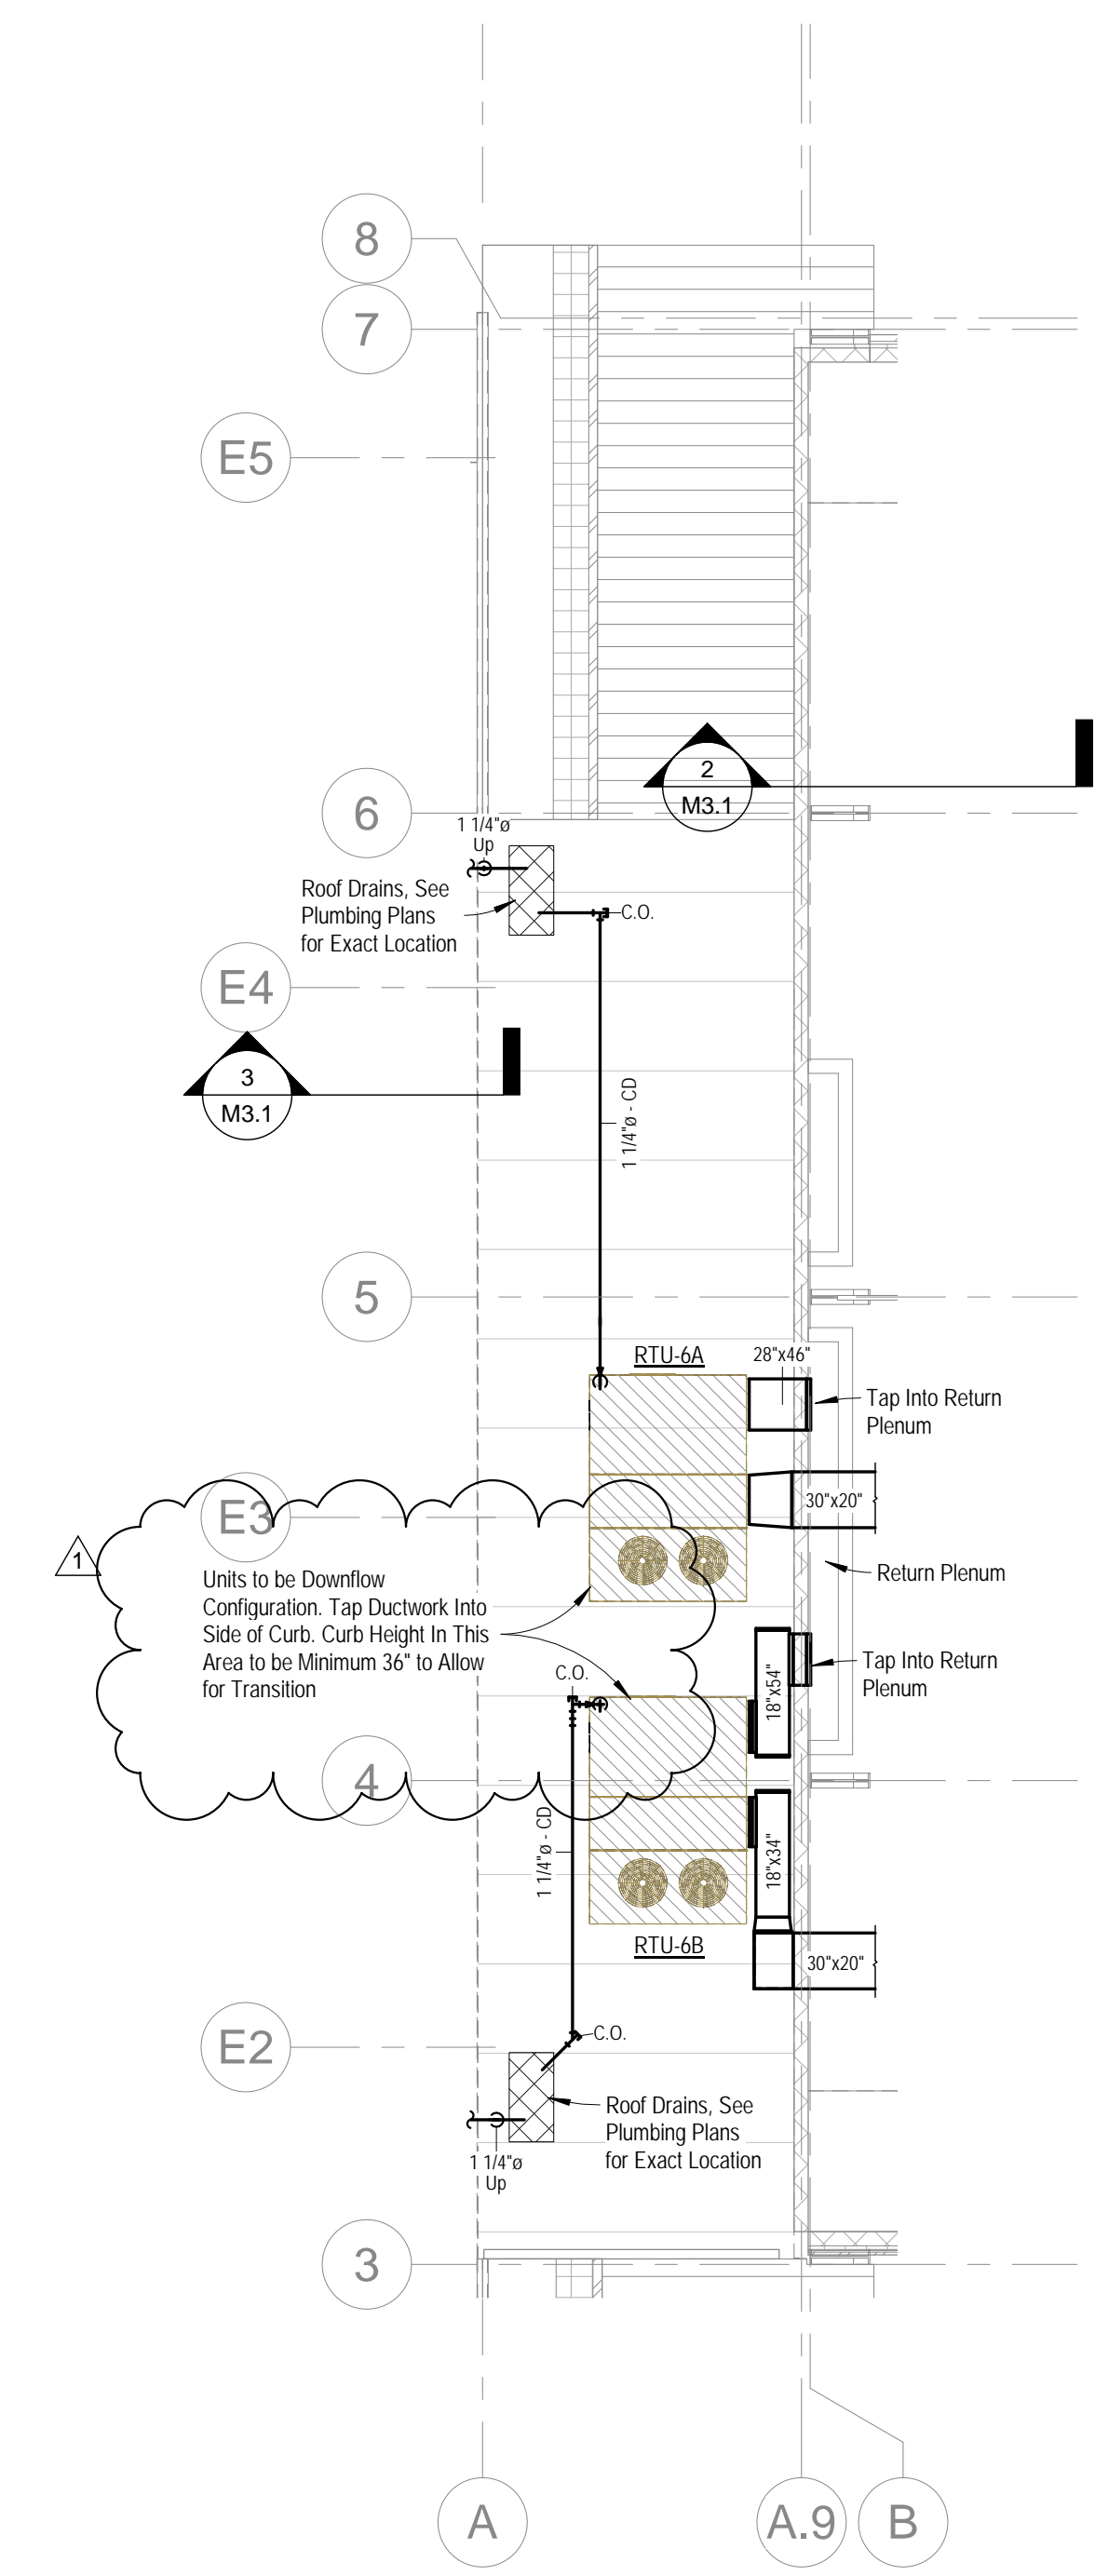 8
7
E5
2
M3.1
6
1 1/4"ø
Up
Roof Drains, See
Plumbing Plans
for Exact Location
C.O.
E4
3
M3.1
1 1/4"ø - CD
5
RTU-6A
28"x46"
Tap Into Return
Plenum
30"x20"
E3
1
Units to be Downflow
Configuration. Tap Ductwork Into
Side of Curb. Curb Height In This
Area to be Minimum 36" to Allow
for Transition
Return Plenum
Tap Into Return
Plenum
C.O.
18"x54"
4
1 1/4"ø - CD
18"x34"
RTU-6B
30"x20"
E2
C.O.
Roof Drains, See
Plumbing Plans
for Exact Location
1 1/4"ø
Up
3
A
A.9
B